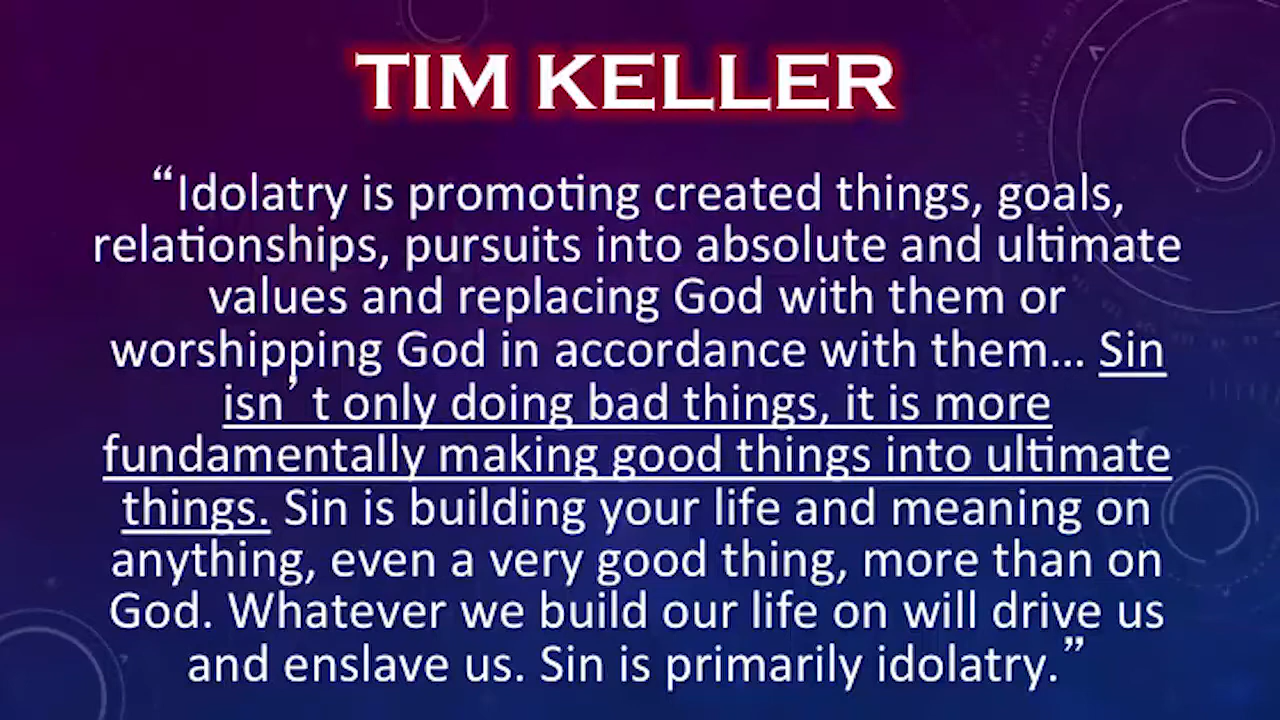 TIM KELLER
“Idolatry is promoting created things, goals,
relationships, pursuits into absolute and ultimate
values and replacing God with them or
worshipping God in accordance with them... Sin
isn’ t only doing bad things, it is more
fundamentally making good things into ultimate
things. Sin is building your life and meaning on
anything, even a very good thing, more than on
God. Whatever we build our life on will drive us
and enslave us. Sin is primarily idolatry.”